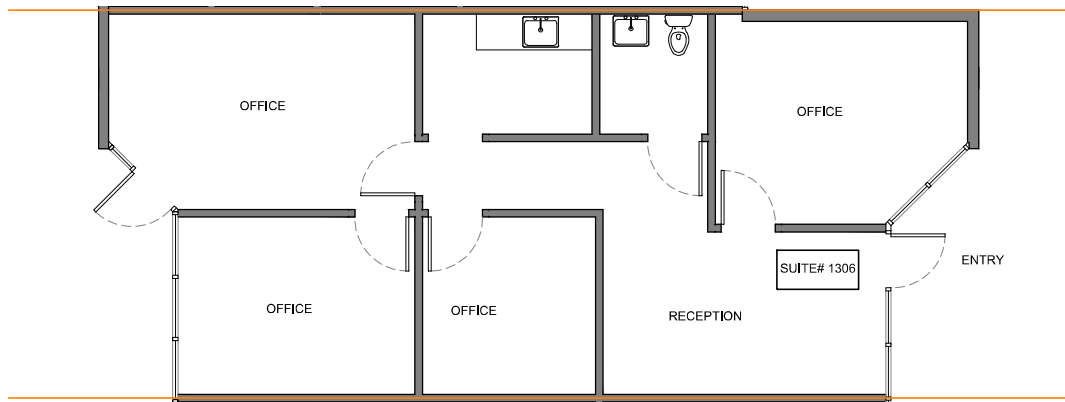 OFFICE
OFFICE
ENTRY
SUITE# 1306
OFFICE
OFFICE
RECEPTION